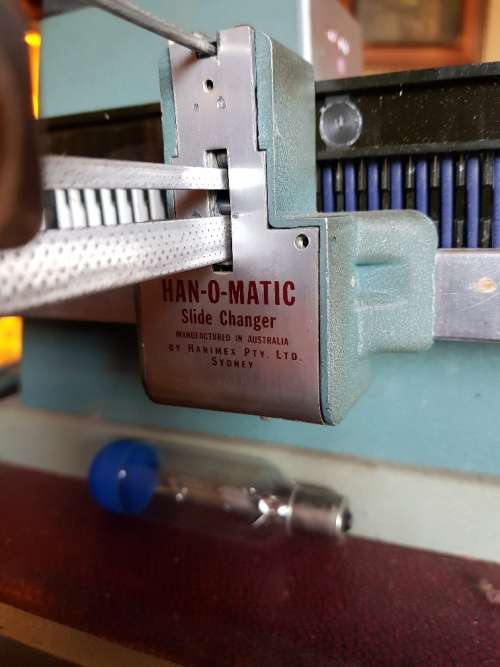 HAN-O-MATIC
Slide Changer
MANUFACTURED IN AUSTRALIA
BY HANIMEX PTY. LTD.
SYDNEY